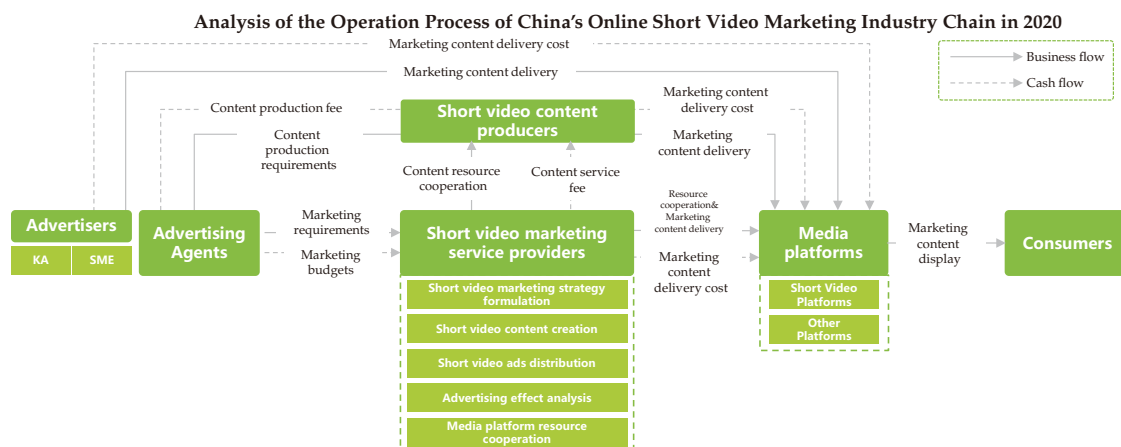 Analysis of the Operation Process of China's Online Short Video Marketing Industry Chain in 2020
Marketing content delivery cost
Business flow
Cash flow
Marketing content delivery
Content production fee
Short video content
producers
Marketing content
delivery cost
Content
production
requirements
Marketing
content delivery
Content resource
cooperation
Content service
fee
Advertisers
KA
SME
Advertising
Agents
Marketing
requirements
Marketing
budgets
Short video marketing
service providers
Resource
cooperation&
Marketing
content delivery
Marketing
content
delivery cost
Media
platforms
Marketing
content
display
Consumers
Short video marketing strategy
formulation
Short video content creation
Short video ads distribution
Advertising effect analysis
Media platform resource
cooperation
Short Video
Platforms
Other
Platforms